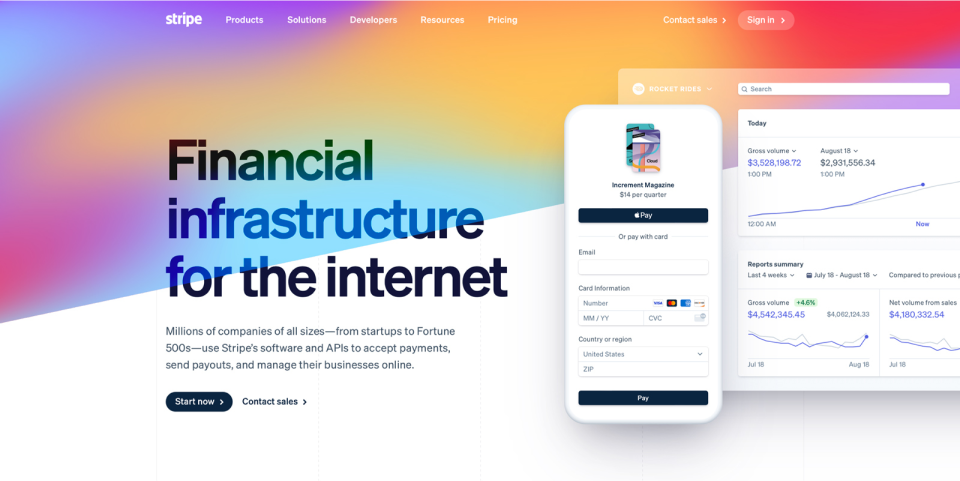 stripe
Products
Solutions
Developers
Resources
Pricing
Contact sales
Sign in
Financial
infrastructure
for the internet
Millions of companies of all sizes—from startups to Fortune
500s—use Stripe's software and APIs to accept payments,
send payouts, and manage their businesses online.
Start now
Contact sales
Cloud
Increment Magazine
$14 per quarter
Pay
Or pay with card
Email
Card Information
Number
VISA
MM / YY
CVC
Country or region
United States
ZIP
Pay
ROCKET RIDES
Search
Today
Gross volume
August 18
$3,528,198.72
$2,931,556.34
1:00 PM
1:00 PM
12:00 AM
Now
Reports summary
Last 4 weeks
July 18 - August 18
Compared to previous p
Gross volume +4.6%
Net volume from sales
$4,542,345.45
$4,062,124.33
$4,180,332.54
Jul 18
Aug 18
Jul 18